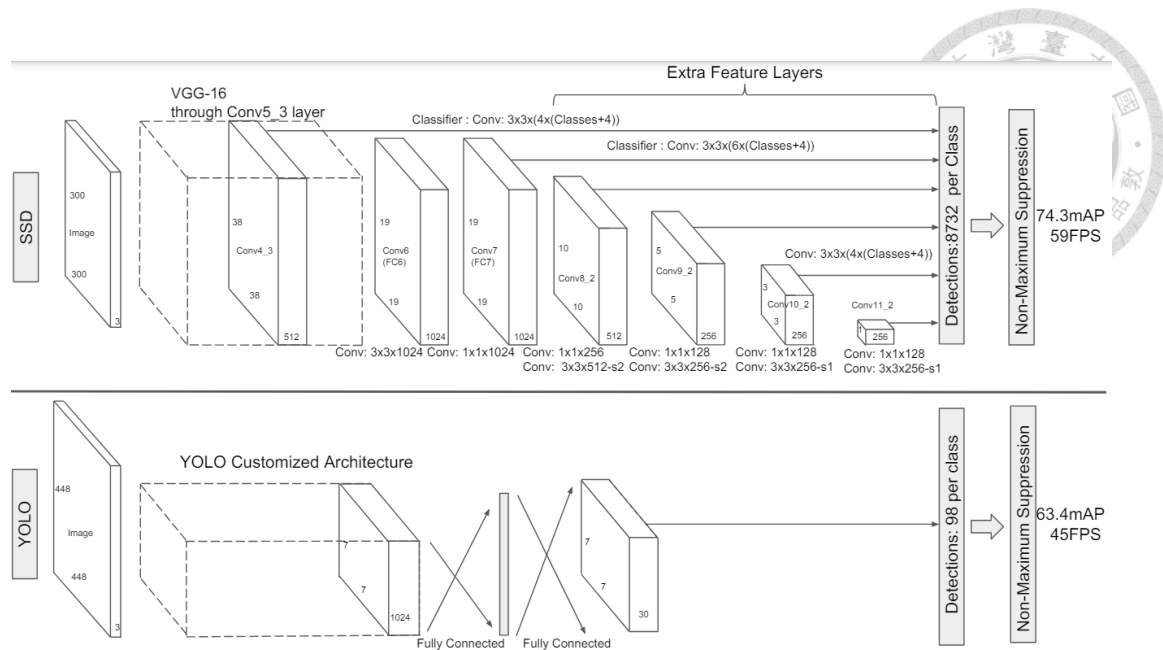 灣臺
國
敦
品
Extra Feature Layers
VGG-16
through Conv5_3 layer
Classifier : Conv: 3x3x(4x(Classes+4))
Classifier : Conv: 3x3x(6x(Classes+4))
SSD
300
Image
300
3
38
Conv4_3
38
512
19
Conv6
(FC6)
19
1024
19
Conv7
(FC7)
19
1024
10
Conv8_2
10
512
5
Conv9_2
5
256
Conv: 3x3x(4x(Classes+4))
3
Conv10_2
3
256
Conv11_2
1
256
Conv: 3x3x1024
Conv: 1x1x1024
Conv: 1x1x256
Conv: 3x3x512-s2
Conv: 1x1x128
Conv: 3x3x256-s2
Conv: 1x1x128
Conv: 3x3x256-s1
Conv: 1x1x128
Conv: 3x3x256-s1
Detections:8732 per Class
Non-Maximum Suppression
74.3mAP
59FPS
YOLO
448
Image
448
3
YOLO Customized Architecture
7
7
1024
Fully Connected
Fully Connected
7
7
30
Detections: 98 per class
Non-Maximum Suppression
63.4mAP
45FPS